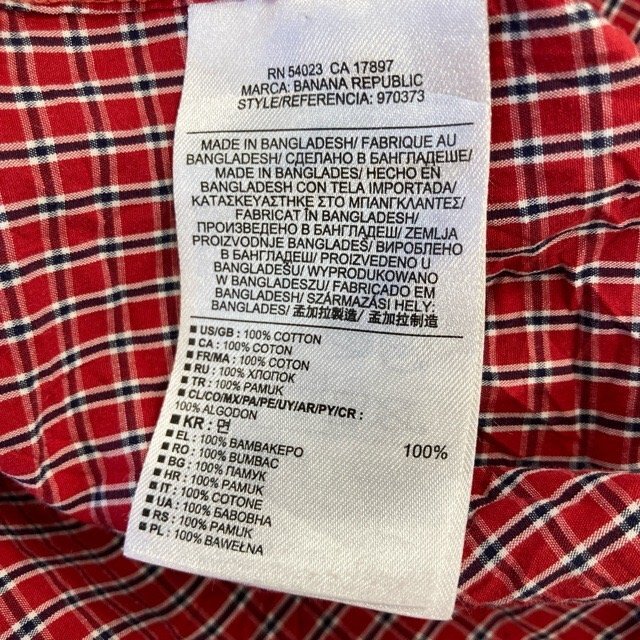 RN 54023 CA 17897
MARCA: BANANA REPUBLIC
STYLE/REFERENCIA: 970373
MADE IN BANGLADESH/ FABRIQUE AU
BANGLADESH/ СДЕЛАНО В БАНГЛАДЕШЕ/
MADE IN BANGLADES/ HECHO EN
BANGLADESH CON TELA IMPORTADA/
ΚΑΤΑΣΚΕΥΑΣΤΗΚΕ ΣΤΟ ΜΠΑΝΓΚΛΑΝΤΕΣ/
FABRICAT ÎN BANGLADESH/
ПРОИЗВЕДЕНО В БАНГЛАДЕШ/ ZEMLJA
PROIZVODNJE BANGLADEŠ/ ВИРОБЛЕНО
В БАНГЛАДЕШ/ PROIZVEDENO U
BANGLADEŠU/ WYPRODUKOWANO
W BANGLADESZU/ FABRICADO EM
BANGLADESH/ SZÁRMAZÁSI HELY:
BANGLADES/ 孟加拉製造/ 孟加拉制造
■ US/GB : 100% COTTON
■ CA : 100% COTON
■ FR/MA : 100% COTON
■ RU : 100% ХЛОПОК
■ TR : 100% PAMUK
■ CL/CO/MX/PA/PE/UY/AR/PY/CR :
100% ALGODON
■ KR : 면 100%
■ EL : 100% ΒΑΜΒΑΚΕΡΟ
■ RO : 100% BUMBAC
■ BG : 100% ПАМУК
■ HR : 100% PAMUK
■ IT : 100% COTONE
■ UA : 100% БАВОВНА
■ RS : 100% PAMUK
■ PL : 100% BAWEŁNA